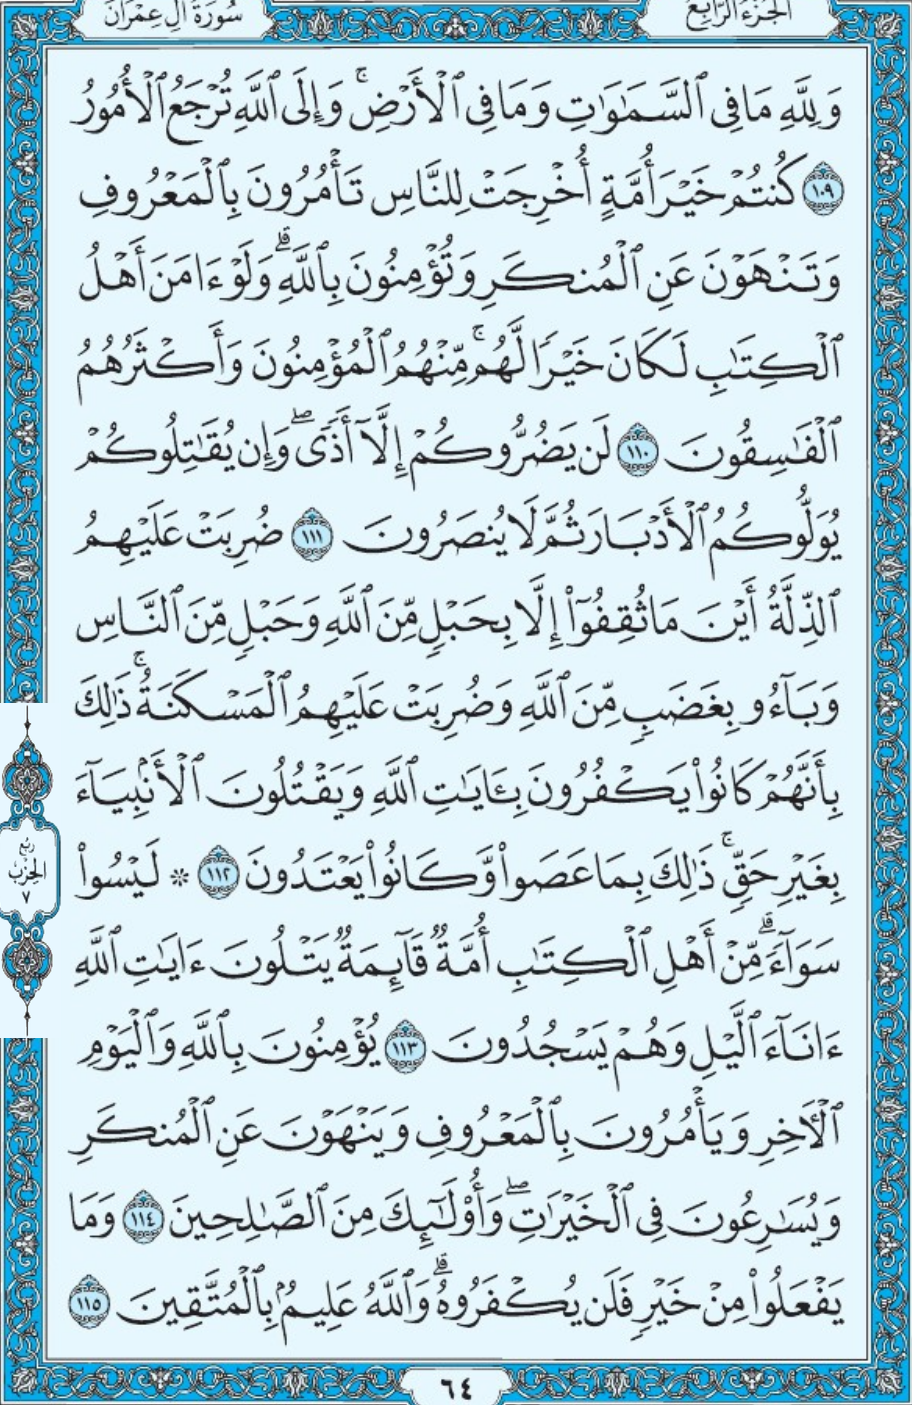 سُورَةُ آلِ عِمْرَانَ
الجُزْءُ الرَّابِعُ
وَلِلَّهِ مَا فِي ٱلسَّمَٰوَٰتِ وَمَا فِي ٱلْأَرْضِۚ وَإِلَى ٱللَّهِ تُرْجَعُ ٱلْأُمُورُ
١٠٩ كُنتُمْ خَيْرَ أُمَّةٍ أُخْرِجَتْ لِلنَّاسِ تَأْمُرُونَ بِٱلْمَعْرُوفِ
وَتَنْهَوْنَ عَنِ ٱلْمُنكَرِ وَتُؤْمِنُونَ بِٱللَّهِۗ وَلَوْ ءَامَنَ أَهْلُ
ٱلْكِتَٰبِ لَكَانَ خَيْرًا لَّهُمۚ مِّنْهُمُ ٱلْمُؤْمِنُونَ وَأَكْثَرُهُمُ
ٱلْفَٰسِقُونَ ١١٠ لَن يَضُرُّوكُمْ إِلَّآ أَذًىۖ وَإِن يُقَٰتِلُوكُمْ
يُوَلُّوكُمُ ٱلْأَدْبَارَ ثُمَّ لَا يُنصَرُونَ ١١١ ضُرِبَتْ عَلَيْهِمُ
ٱلذِّلَّةُ أَيْنَ مَا ثُقِفُوٓا۟ إِلَّا بِحَبْلٍ مِّنَ ٱللَّهِ وَحَبْلٍ مِّنَ ٱلنَّاسِ
وَبَآءُو بِغَضَبٍ مِّنَ ٱللَّهِ وَضُرِبَتْ عَلَيْهِمُ ٱلْمَسْكَنَةُۚ ذَٰلِكَ
بِأَنَّهُمْ كَانُوا۟ يَكْفُرُونَ بِـَٔايَٰتِ ٱللَّهِ وَيَقْتُلُونَ ٱلْأَنۢبِيَآءَ
بِغَيْرِ حَقٍّۚ ذَٰلِكَ بِمَا عَصَوا۟ وَّكَانُوا۟ يَعْتَدُونَ ١١٢ ۞ لَيْسُوا۟
سَوَآءًۗ مِّنْ أَهْلِ ٱلْكِتَٰبِ أُمَّةٌ قَآئِمَةٌ يَتْلُونَ ءَايَٰتِ ٱللَّهِ
ءَانَآءَ ٱلَّيْلِ وَهُمْ يَسْجُدُونَ ١١٣ يُؤْمِنُونَ بِٱللَّهِ وَٱلْيَوْمِ
ٱلْأَخِرِ وَيَأْمُرُونَ بِٱلْمَعْرُوفِ وَيَنْهَوْنَ عَنِ ٱلْمُنكَرِ
وَيُسَٰرِعُونَ فِي ٱلْخَيْرَٰتِۖ وَأُو۟لَٰٓئِكَ مِنَ ٱلصَّٰلِحِينَ ١١٤ وَمَا
يَفْعَلُوا۟ مِنْ خَيْرٍ فَلَن يُكْفَرُوهُۗ وَٱللَّهُ عَلِيمٌۢ بِٱلْمُتَّقِينَ ١١٥
رُبُعُ
الحِزْبِ
٧
٦٤